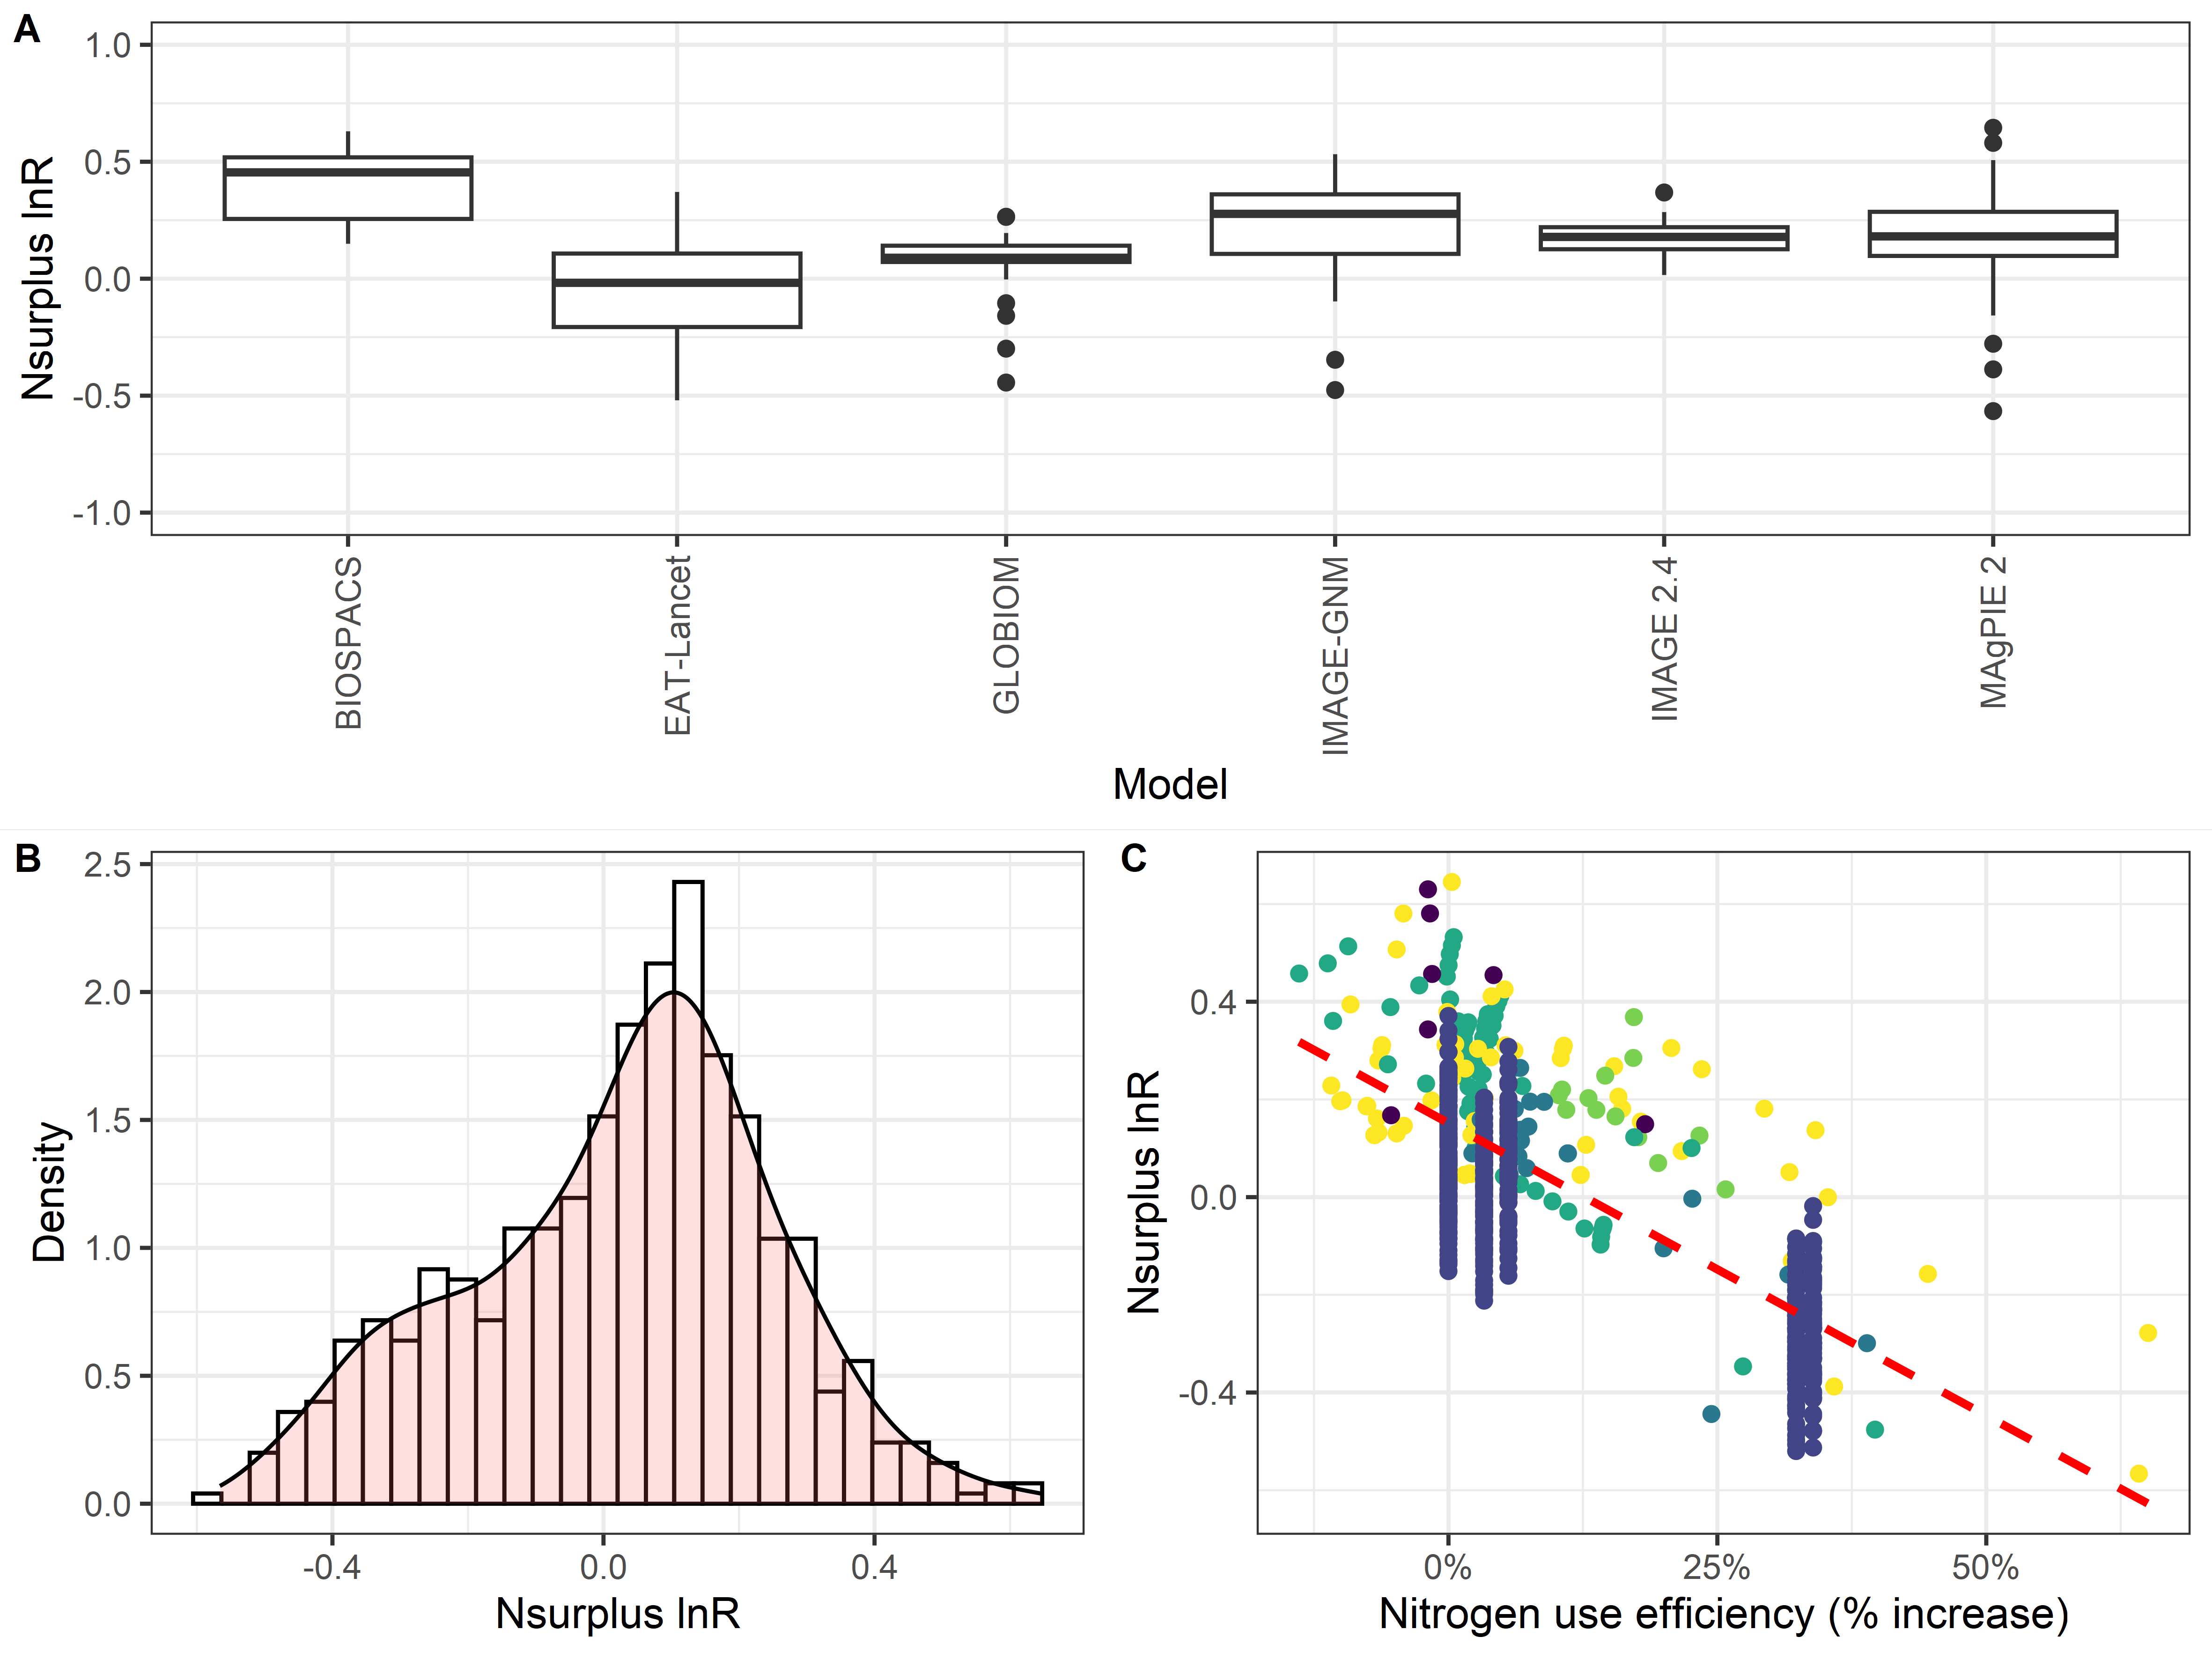 A
1.0
0.5
0.0
-0.5
-1.0
Nsurplus lnR
BIOSPACS
EAT-Lancet
GLOBIOM
IMAGE-GNM
IMAGE 2.4
MAgPIE 2
Model
B
2.5
2.0
1.5
1.0
0.5
0.0
Density
-0.4 0.0 0.4
Nsurplus lnR
C
0.4
0.0
-0.4
Nsurplus lnR
0% 25% 50%
Nitrogen use efficiency (% increase)